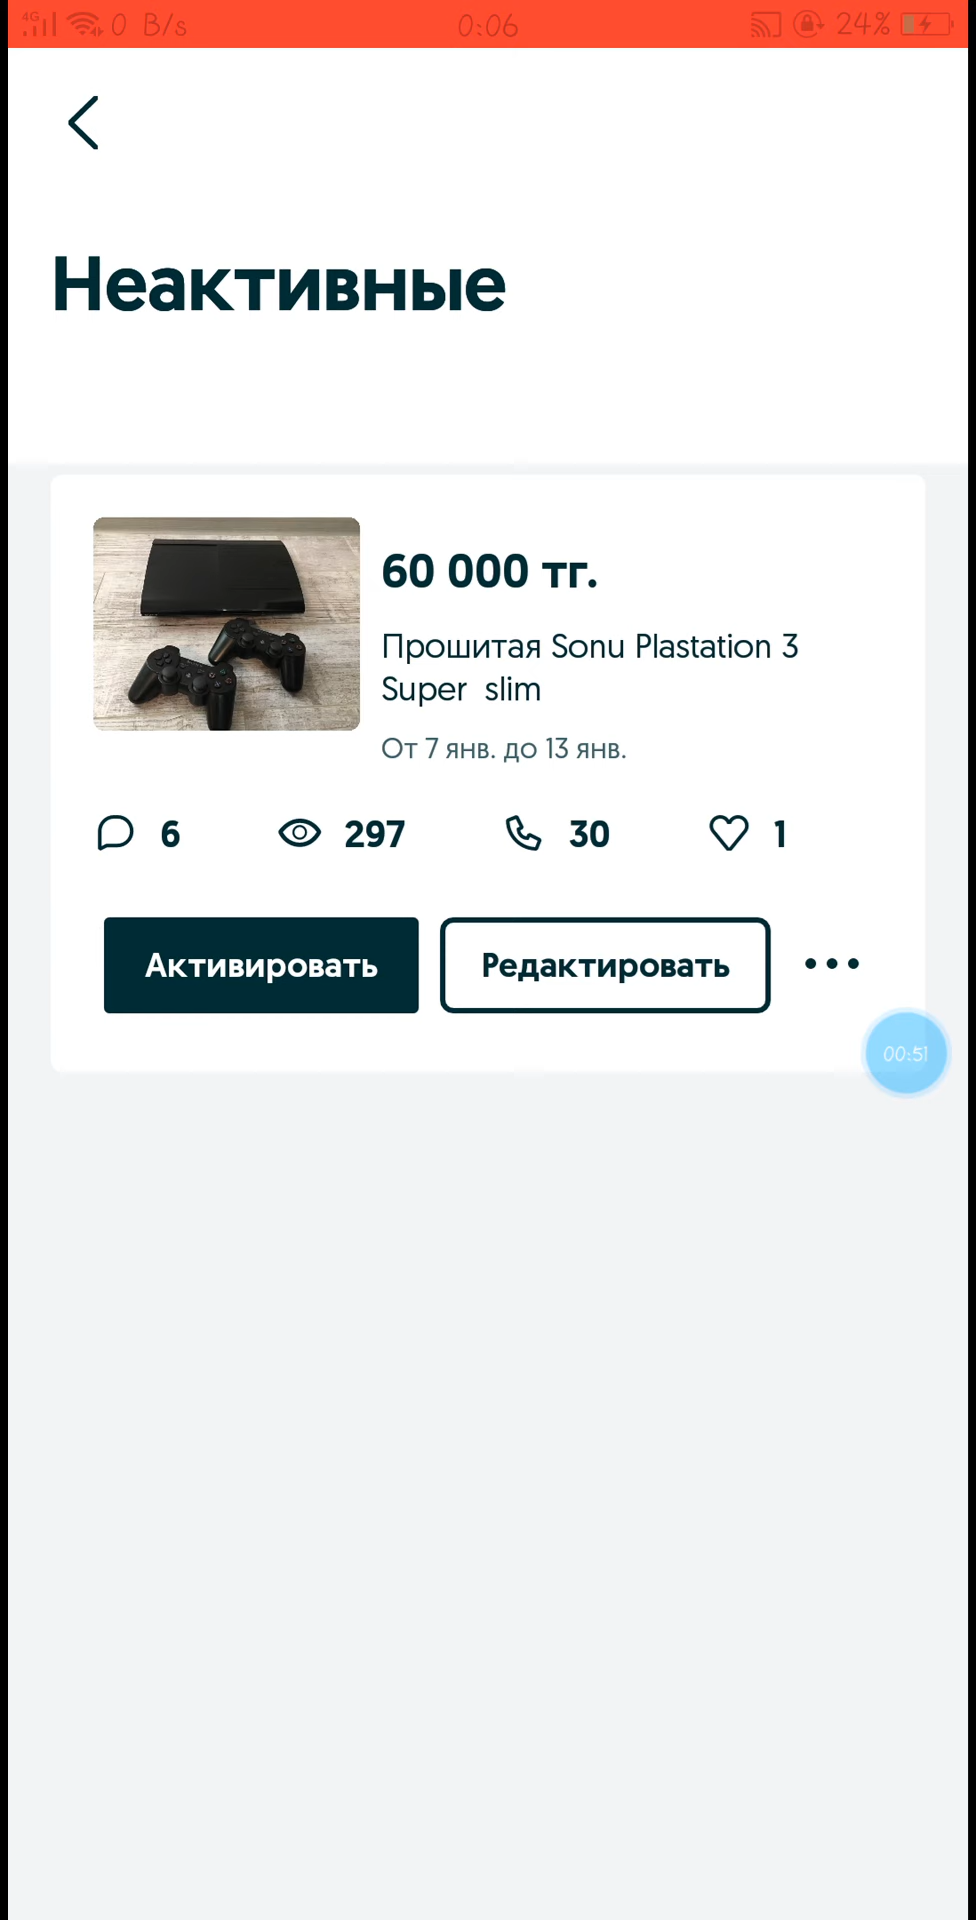 4G 0 B/s 0:06 24%
Неактивные
60 000 тг.
Прошитая Sonu Plastation 3
Super slim
От 7 янв. до 13 янв.
6 297 30 1
Активировать Редактировать
00:51